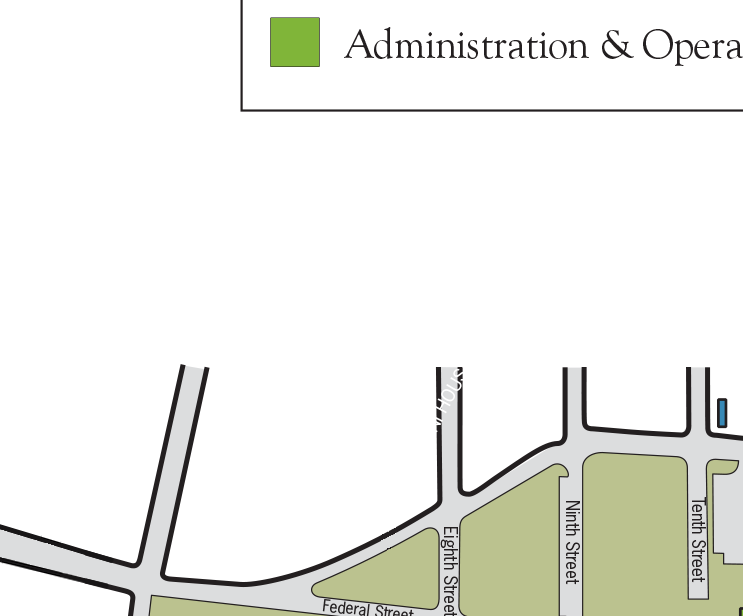 Administration & Opera
Ninth Street
Tenth Street
Eighth Street
Federal Street